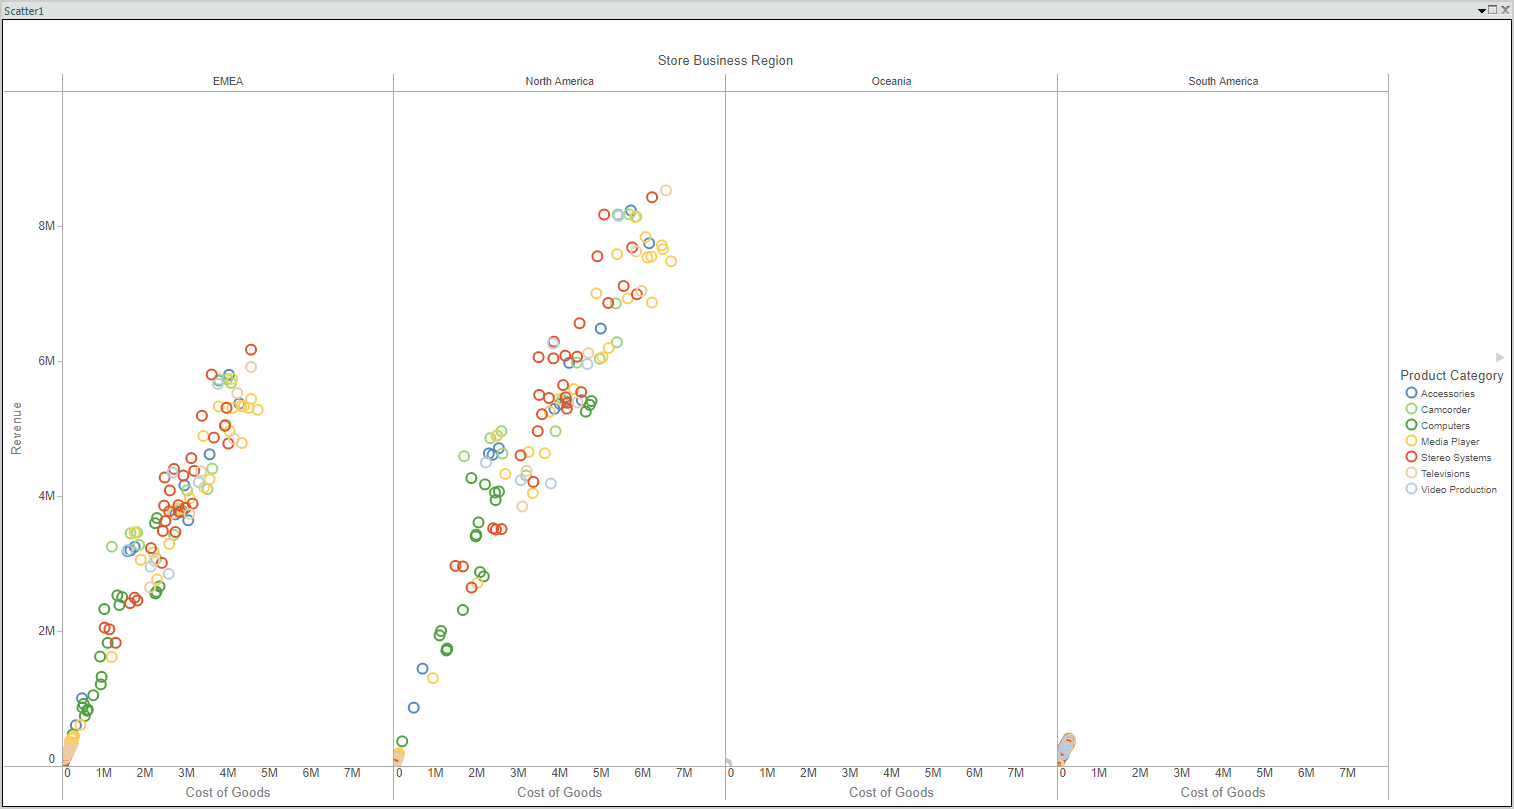 Scatter1
Store Business Region
EMEA North America Oceania South America
Revenue
8M
6M
4M
2M
0
0 1M 2M 3M 4M 5M 6M 7M 0 1M 2M 3M 4M 5M 6M 7M 0 1M 2M 3M 4M 5M 6M 7M 0 1M 2M 3M 4M 5M 6M 7M
Cost of Goods Cost of Goods Cost of Goods Cost of Goods
Product Category
Accessories
Camcorder
Computers
Media Player
Stereo Systems
Televisions
Video Production